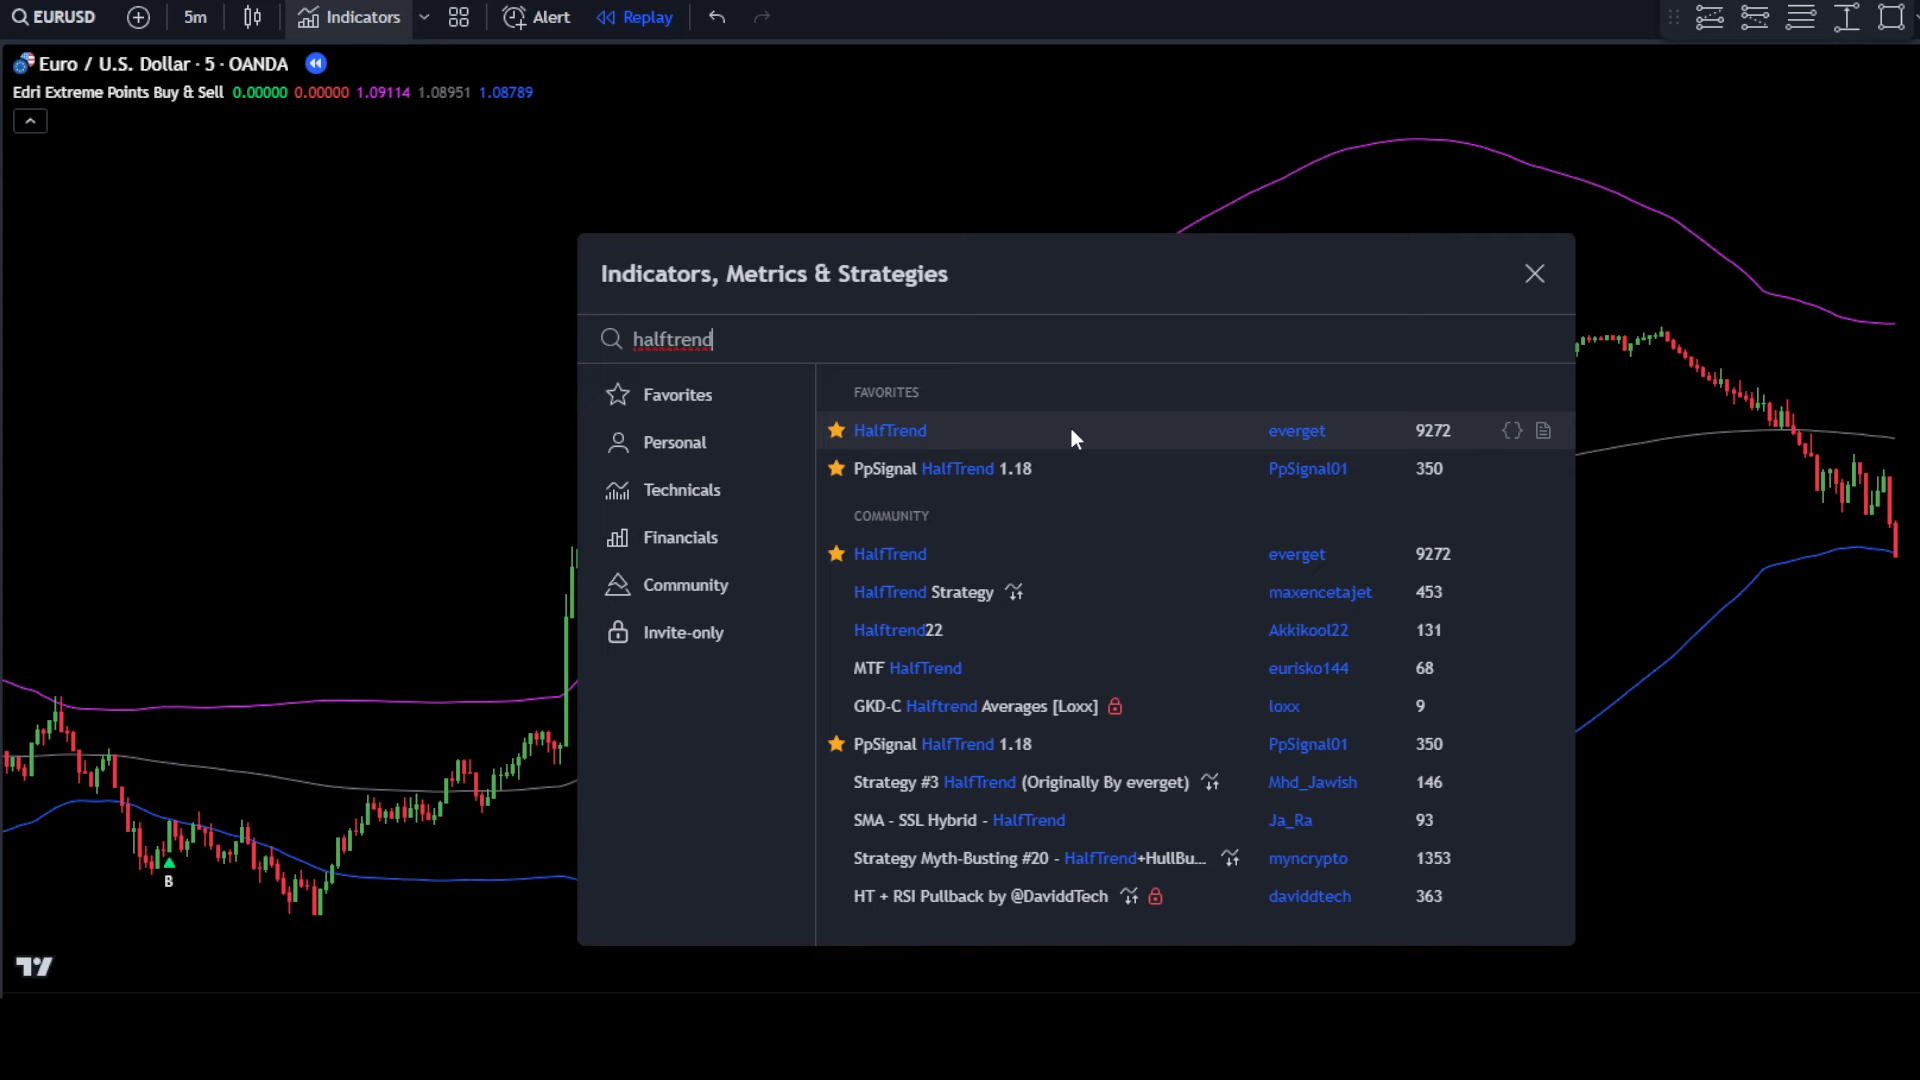 EURUSD 5m Indicators Alert Replay
Euro / U.S. Dollar · 5 · OANDA
Edri Extreme Points Buy & Sell 0.00000 0.00000 1.09114 1.08951 1.08789
Indicators, Metrics & Strategies
halftrend
Favorites
Personal
Technicals
Financials
Community
Invite-only
FAVORITES
HalfTrend everget 9272
PpSignal HalfTrend 1.18 PpSignal01 350
COMMUNITY
HalfTrend everget 9272
HalfTrend Strategy maxencetajet 453
Halftrend22 Akkikool22 131
MTF HalfTrend eurisko144 68
GKD-C Halftrend Averages [Loxx] loxx 9
PpSignal HalfTrend 1.18 PpSignal01 350
Strategy #3 HalfTrend (Originally By everget) Mhd_Jawish 146
SMA - SSL Hybrid - HalfTrend Ja_Ra 93
Strategy Myth-Busting #20 - HalfTrend+HullBu... myncrypto 1353
HT + RSI Pullback by @DaviddTech daviddtech 363
B